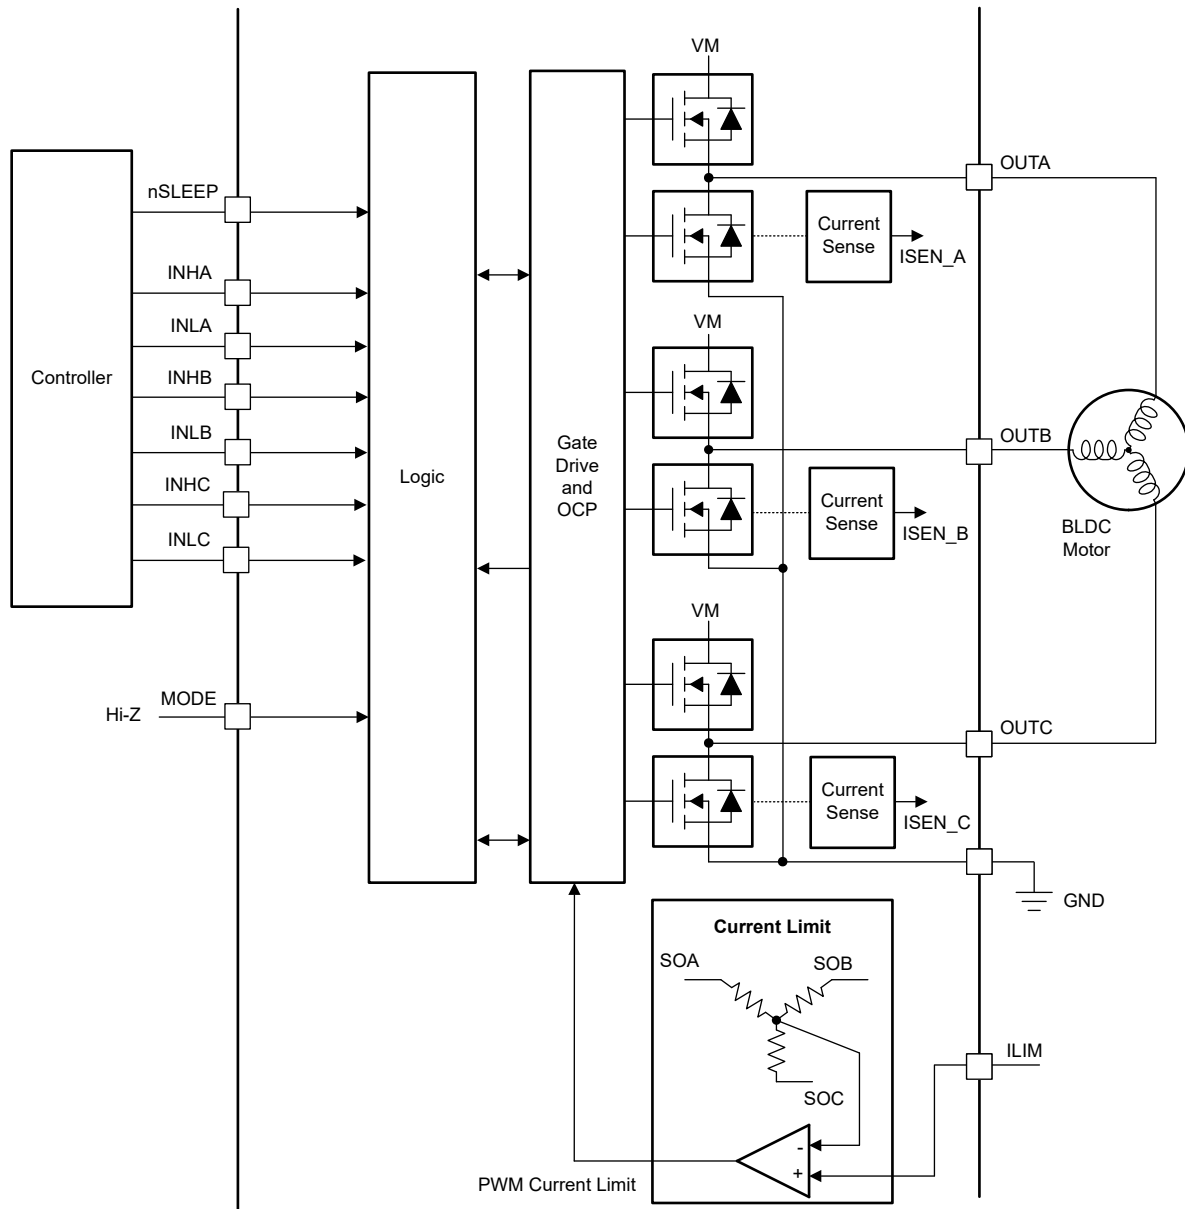 VM
OUTA
nSLEEP
Current
Sense
ISEN_A
INHA
INLA
VM
Controller
INHB
INLB
INHC
INLC
Logic
Gate
Drive
and
OCP
OUTB
Current
Sense
ISEN_B
BLDC
Motor
VM
MODE
Hi-Z
OUTC
Current
Sense
ISEN_C
GND
Current Limit
SOA
SOB
SOC
ILIM
-
+
PWM Current Limit